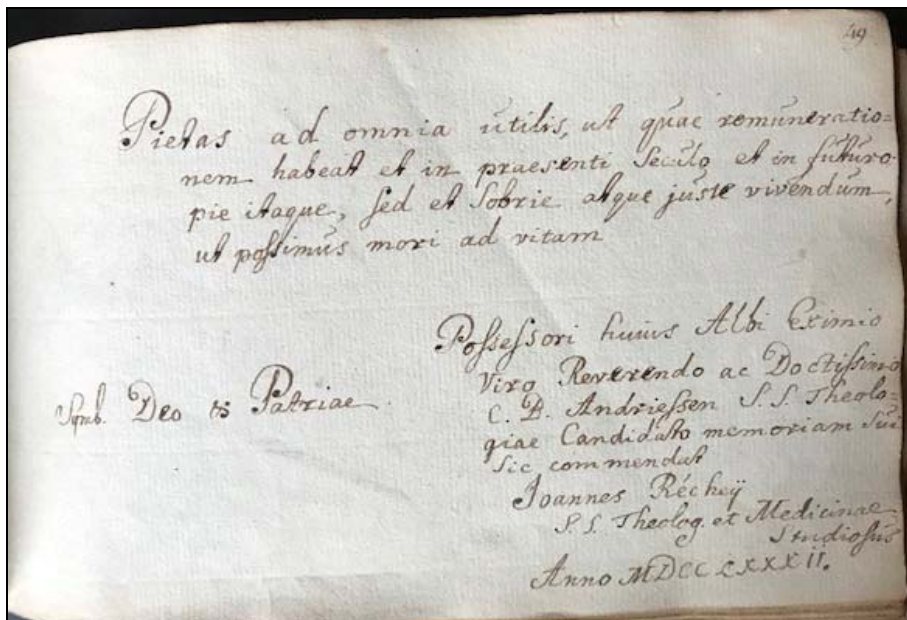 49
Pietas ad omnia utilis, ut quae remuneratio=
nem habeat et in praesenti Seculo et in futuro
pie itaque, sed et Sobrie atque juste vivendum,
ut possimus mori ad vitam
Possessori huius Albi Eximio
Viro Reverendo ac Doctissimo
C. B. Andriessen S. S. Theolo=
giae Candidato memoriam Sui
Sic commendat
Joannes Réchey
S. S. Theolog. et Medicinae
Studiosus
Anno MDCCLXXXII.
Symb. Deo & Patriae